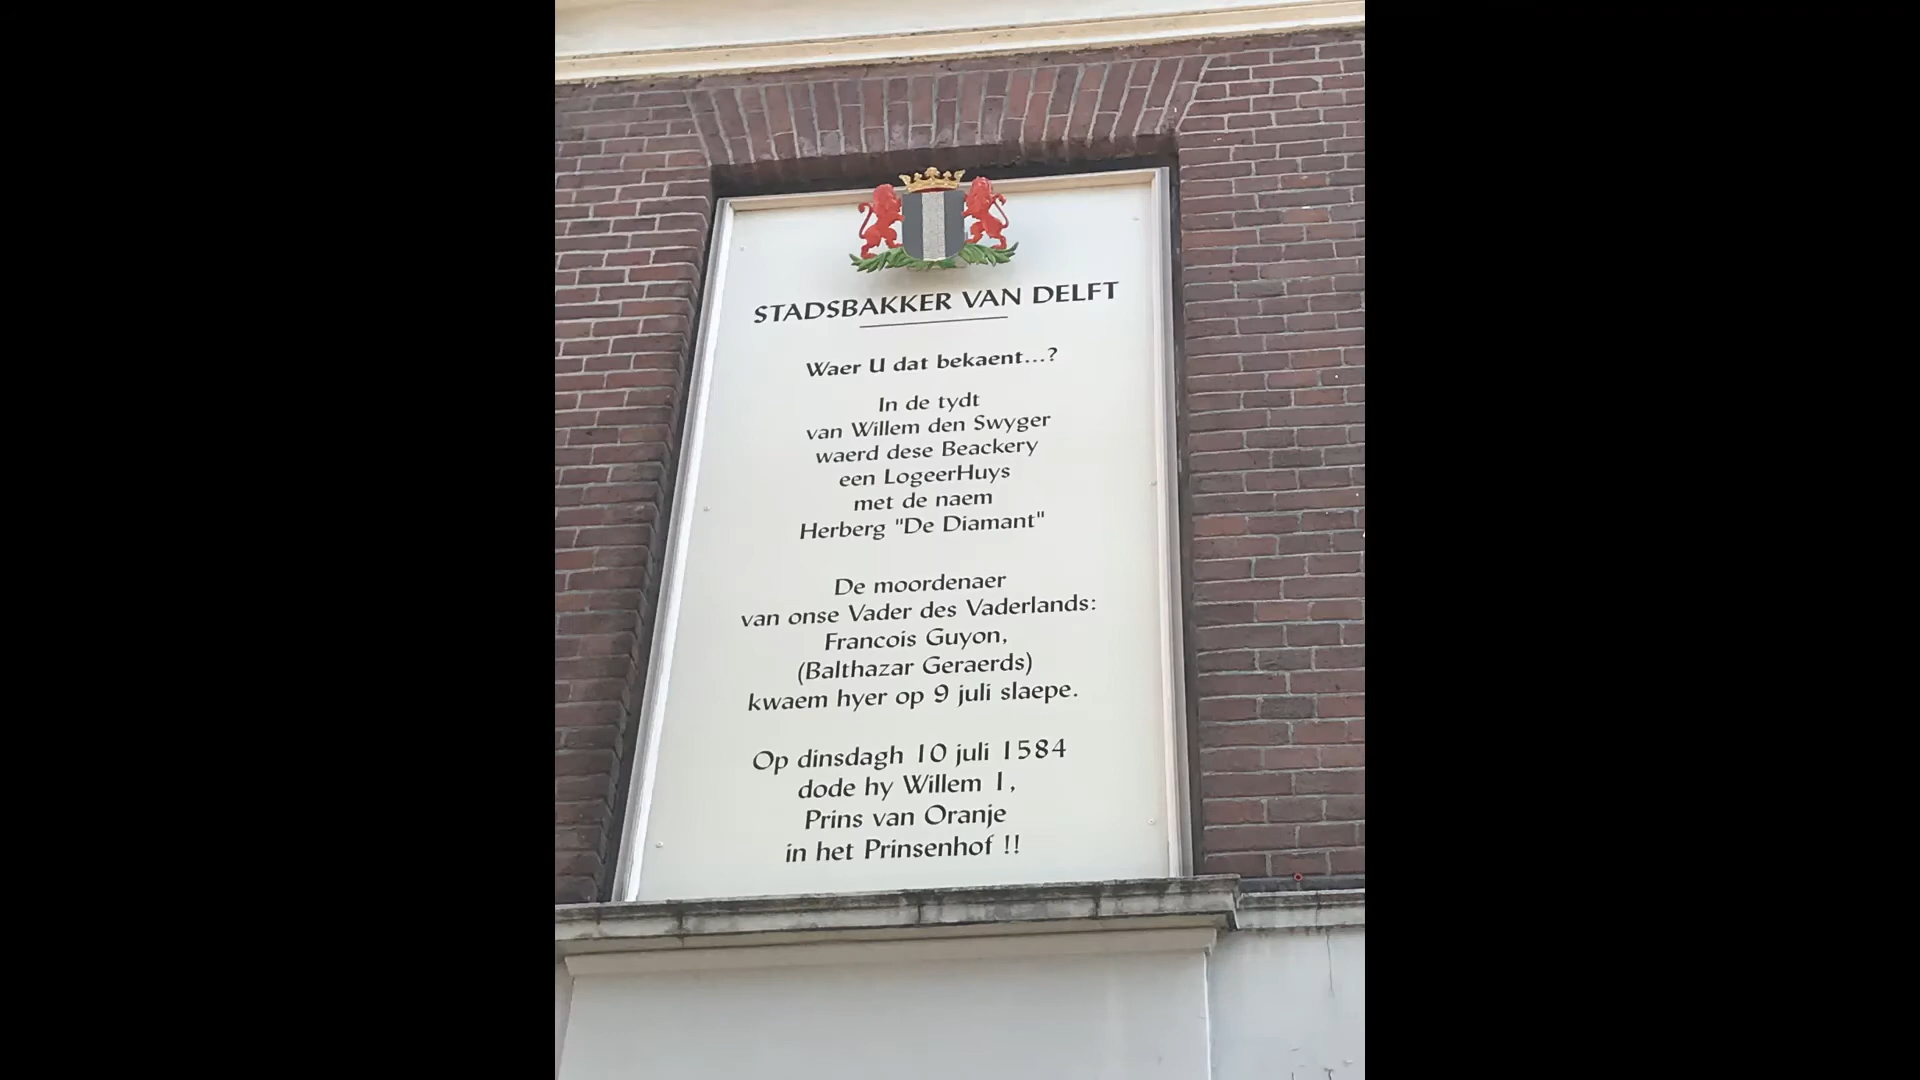 STADSBAKKER VAN DELFT
Waer U dat bekaent...?
In de tydt
van Willem den Swyger
waerd dese Beackery
een LogeerHuys
met de naem
Herberg "De Diamant"
De moordenaer
van onse Vader des Vaderlands:
Francois Guyon,
(Balthazar Geraerds)
kwaem hyer op 9 juli slaepe.
Op dinsdagh 10 juli 1584
dode hy Willem I,
Prins van Oranje
in het Prinsenhof !!